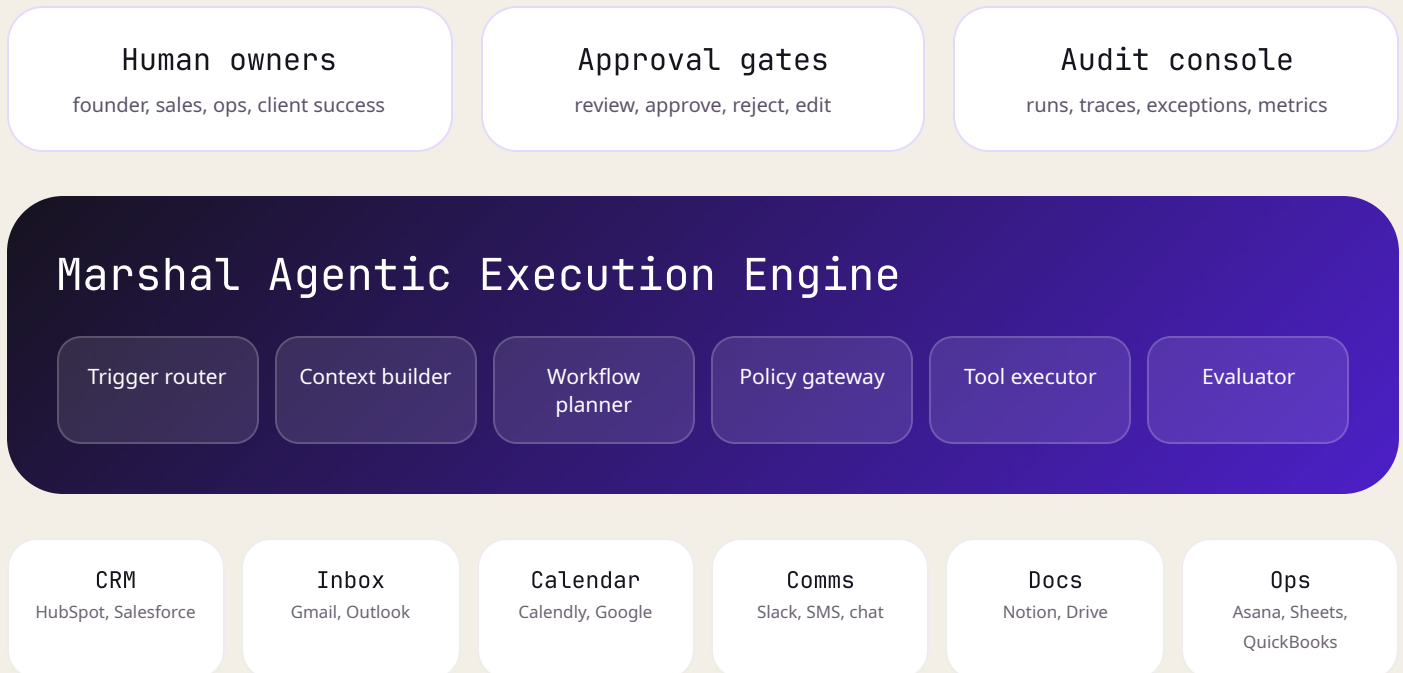 Human owners
founder, sales, ops, client success
Approval gates
review, approve, reject, edit
Audit console
runs, traces, exceptions, metrics
Marshal Agentic Execution Engine
Trigger router
Context builder
Workflow
planner
Policy gateway
Tool executor
Evaluator
CRM
HubSpot, Salesforce
Inbox
Gmail, Outlook
Calendar
Calendly, Google
Comms
Slack, SMS, chat
Docs
Notion, Drive
Ops
Asana, Sheets,
QuickBooks